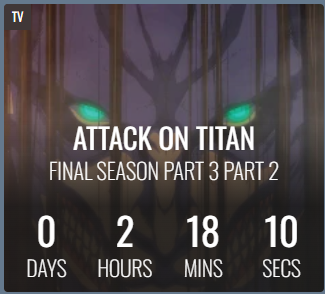 TV
ATTACK ON TITAN
FINAL SEASON PART 3 PART 2
0 2 18 10
DAYS HOURS MINS SECS